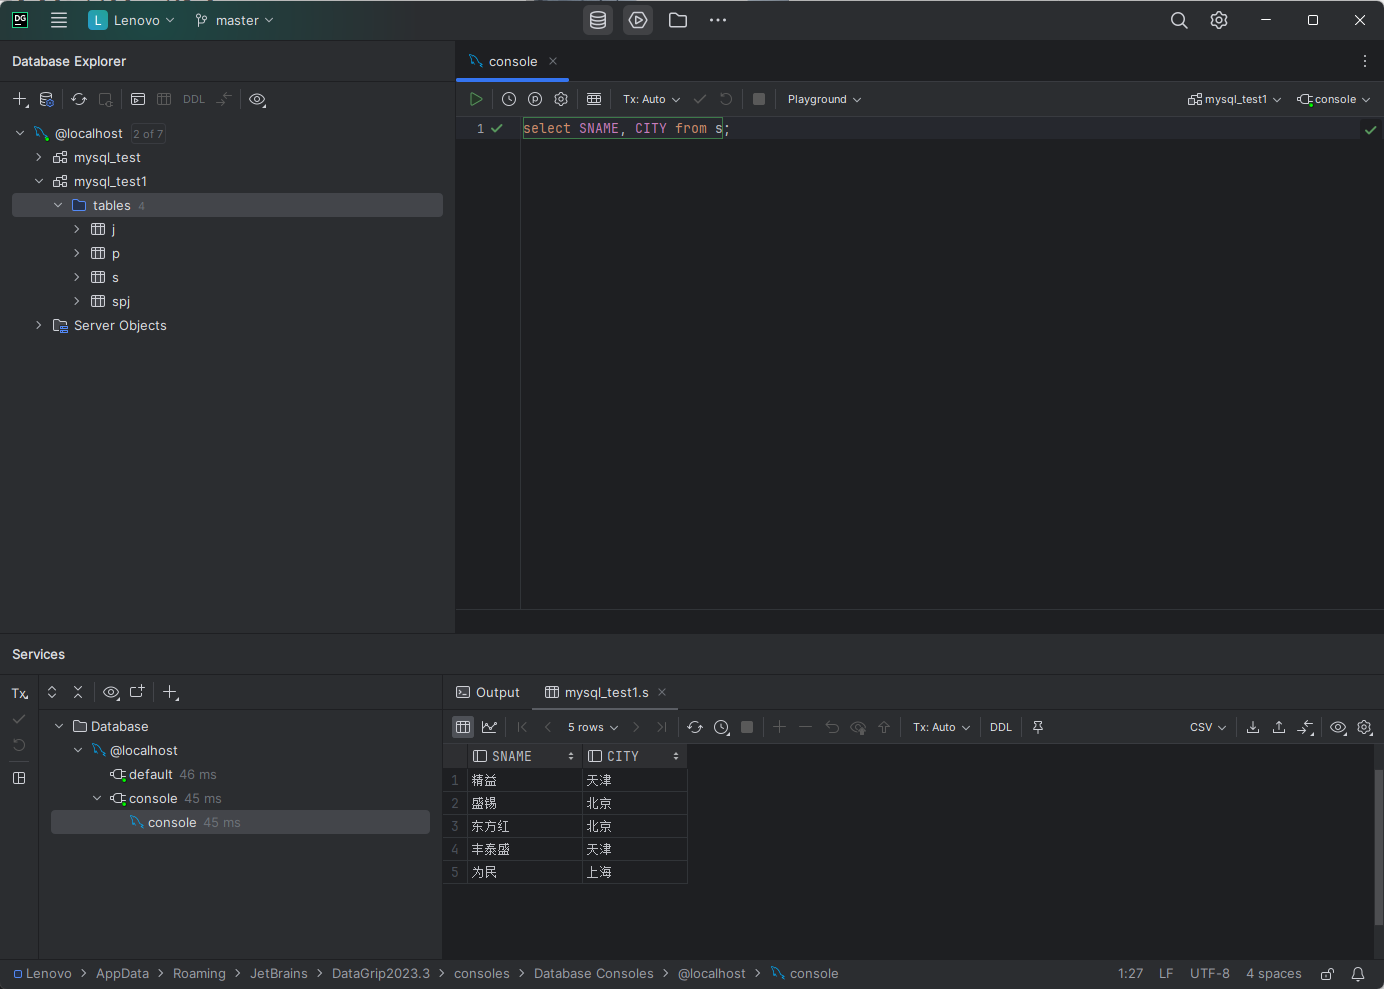 DG L Lenovo master
Database Explorer
DDL
@localhost 2 of 7
mysql_test
mysql_test1
tables 4
j
p
s
spj
Server Objects
console
Tx: Auto Playground mysql_test1 console
1 select SNAME, CITY from s;
Services
Tx
Database
@localhost
default 46 ms
console 45 ms
console 45 ms
Output mysql_test1.s
5 rows Tx: Auto DDL CSV
SNAME CITY
1 精益 天津
2 盛锡 北京
3 东方红 北京
4 丰泰盛 天津
5 为民 上海
Lenovo > AppData > Roaming > JetBrains > DataGrip2023.3 > consoles > Database Consoles > @localhost > console 1:27 LF UTF-8 4 spaces